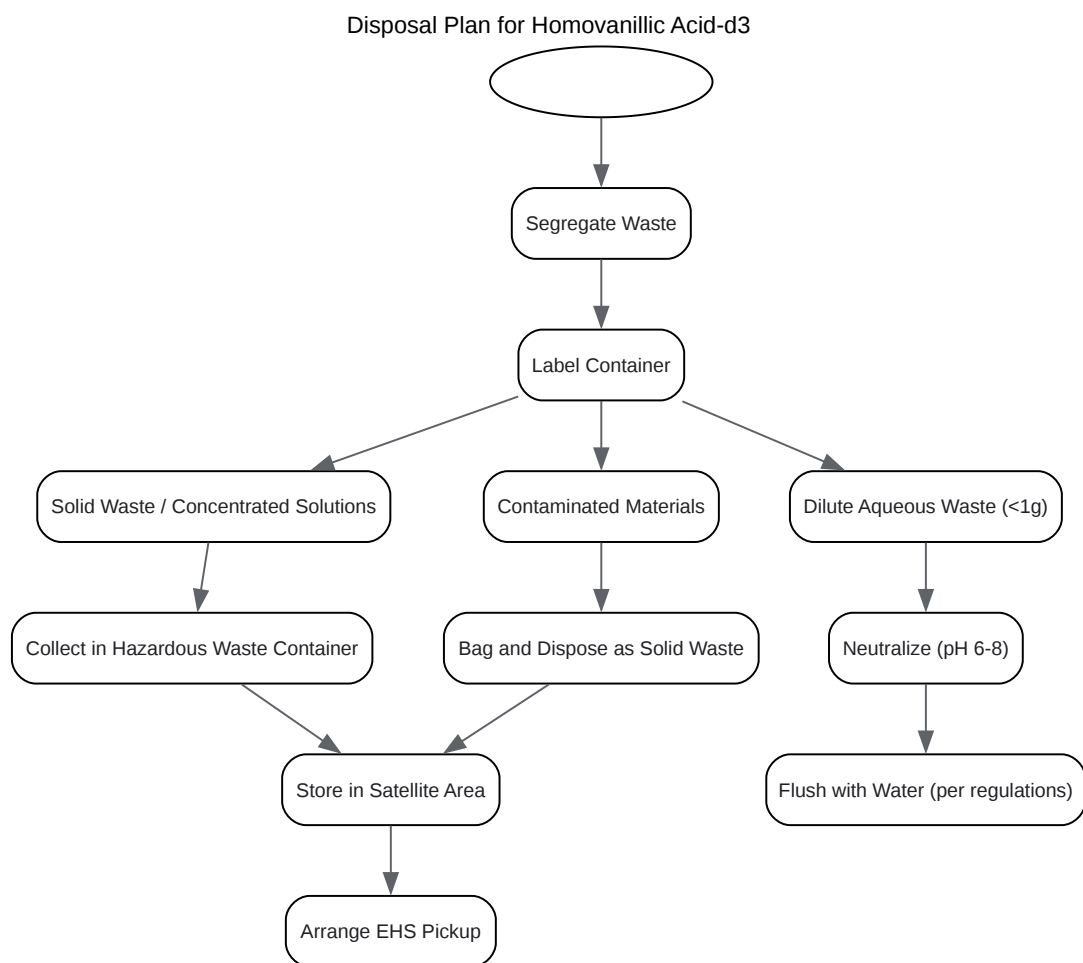 Disposal Plan for Homovanillic Acid-d3
Segregate Waste
Label Container
Solid Waste / Concentrated Solutions
Contaminated Materials
Dilute Aqueous Waste (<1g)
Collect in Hazardous Waste Container
Bag and Dispose as Solid Waste
Neutralize (pH 6-8)
Store in Satellite Area
Flush with Water (per regulations)
Arrange EHS Pickup